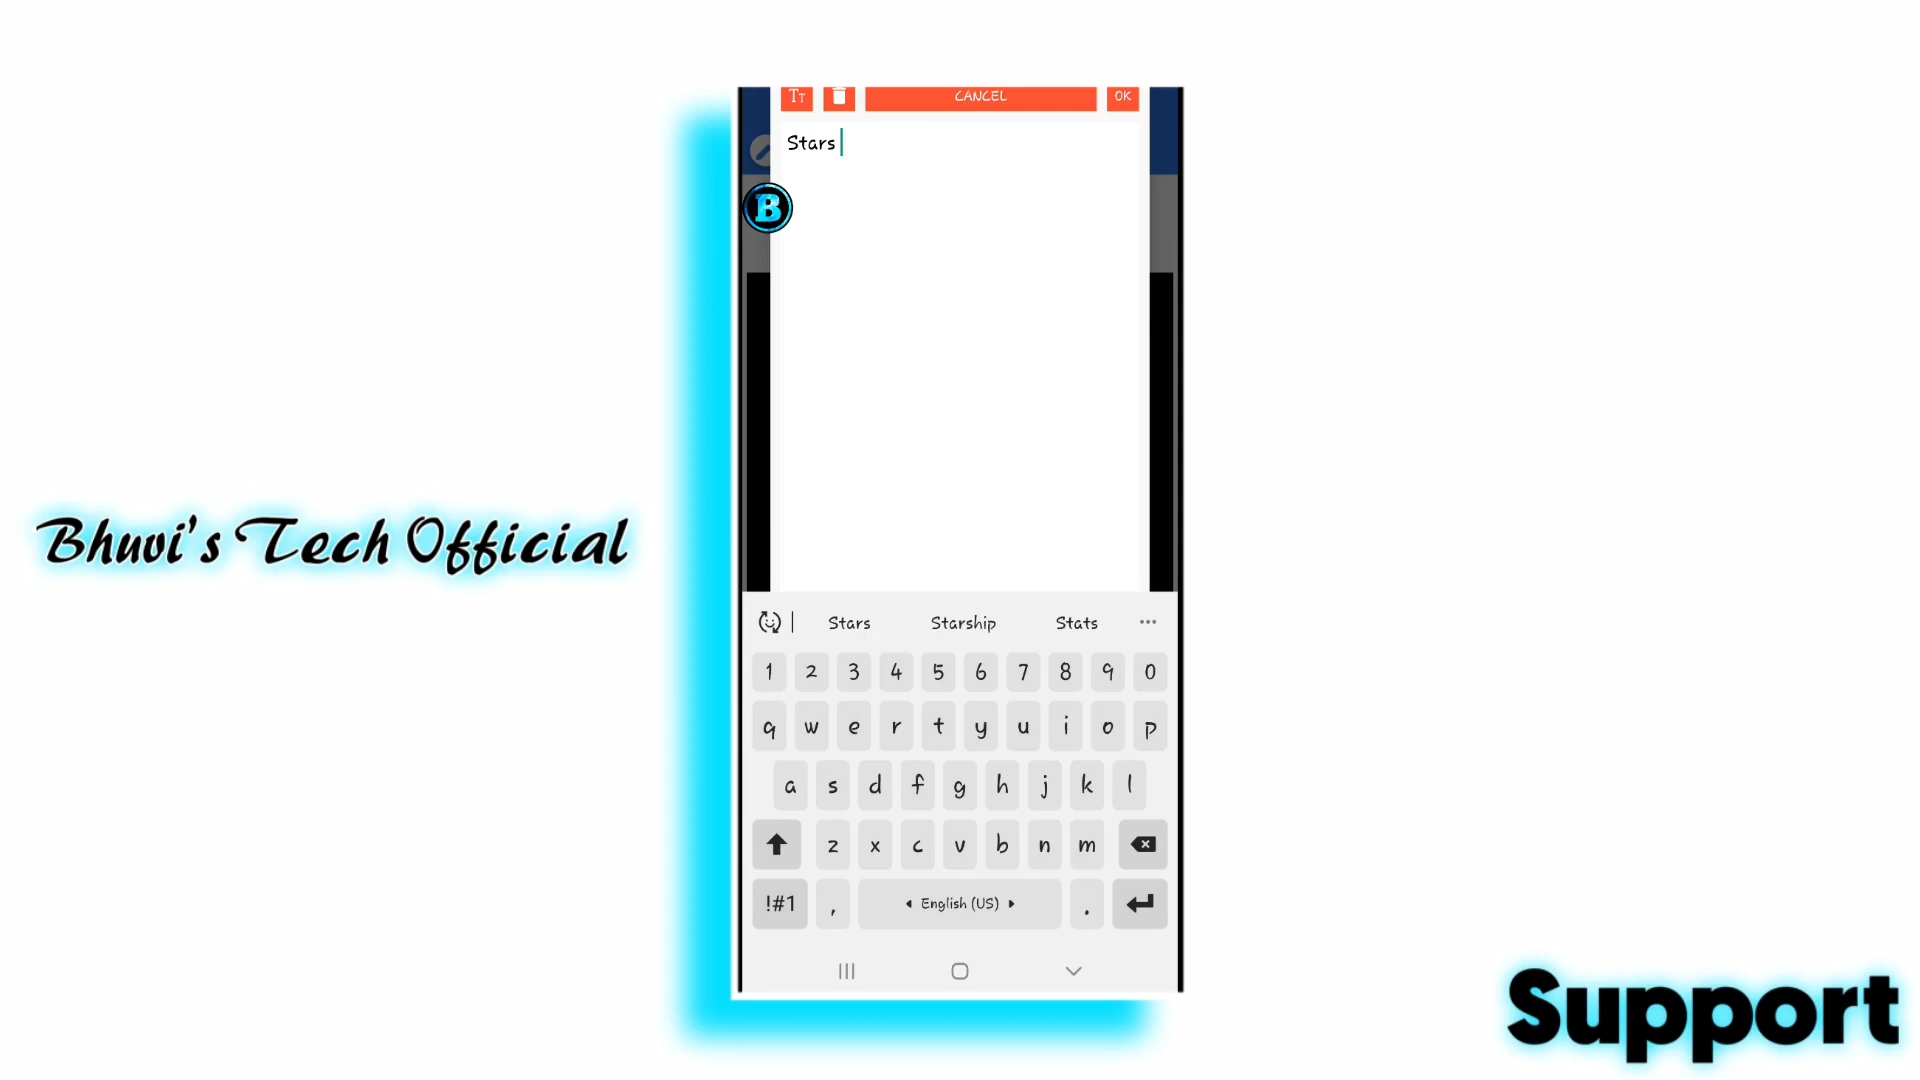 TT CANCEL OK
Stars
B
Bhuvi's Tech Official
Stars Starship Stats
1 2 3 4 5 6 7 8 9 0
q w e r t y u i o p
a s d f g h j k l
z x c v b n m
!#1 , English (US) .
Support